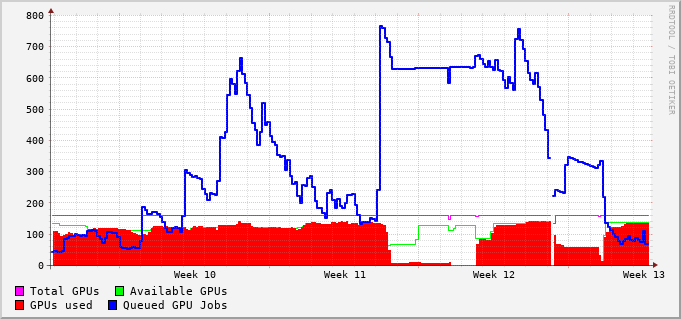 800
700
600
500
400
300
200
100
0
Week 10 Week 11 Week 12 Week 13
Total GPUs Available GPUs
GPUs used Queued GPU Jobs
RRDTOOL / TOBI OETIKER